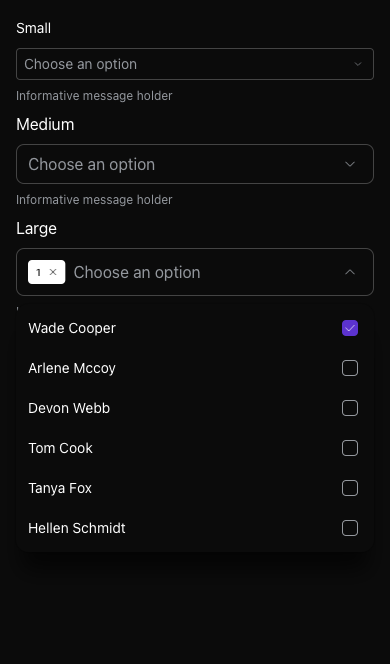 Small
Choose an option
Informative message holder
Medium
Choose an option
Informative message holder
Large
1 Choose an option
Wade Cooper
Arlene Mccoy
Devon Webb
Tom Cook
Tanya Fox
Hellen Schmidt